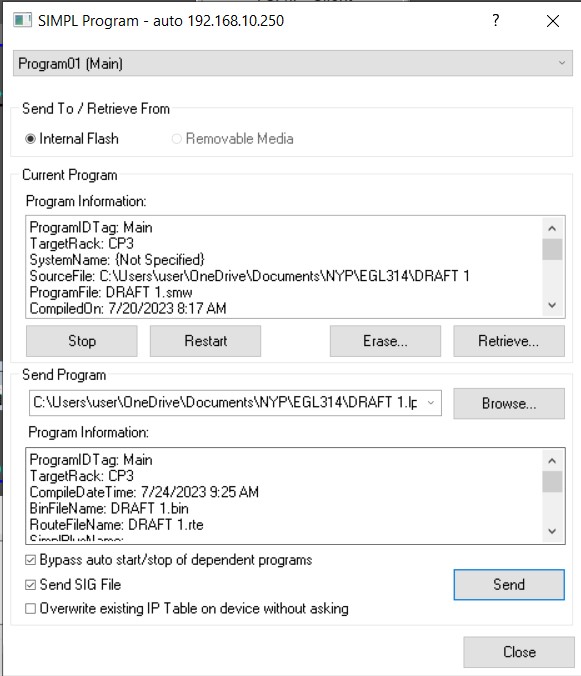 SIMPL Program - auto 192.168.10.250
?
Program01 (Main)
Send To / Retrieve From
Internal Flash
Removable Media
Current Program
Program Information:
ProgramIDTag: Main
TargetRack: CP3
SystemName: {Not Specified}
SourceFile: C:\Users\user\OneDrive\Documents\NYP\EGL314\DRAFT 1
ProgramFile: DRAFT 1.smw
CompiledOn: 7/20/2023 8:17 AM
Stop
Restart
Erase...
Retrieve...
Send Program
C:\Users\user\OneDrive\Documents\NYP\EGL314\DRAFT 1.lp
Browse...
Program Information:
ProgramIDTag: Main
TargetRack: CP3
CompileDateTime: 7/24/2023 9:25 AM
BinFileName: DRAFT 1.bin
RouteFileName: DRAFT 1.rte
Bypass auto start/stop of dependent programs
Send SIG File
Send
Overwrite existing IP Table on device without asking
Close